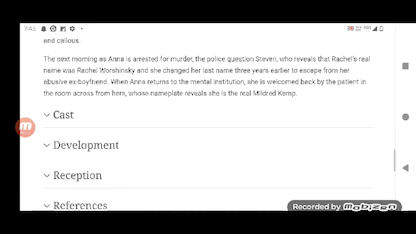 7:45
and callous.
The next morning as Anna is arrested for murder, the police question Steven, who reveals that Rachel's real
name was Rachel Worshinsky and she changed her last name three years earlier to escape from her
abusive ex-boyfriend. When Anna returns to the mental institution, she is welcomed back by the patient in
the room across from hers, whose nameplate reveals she is the real Mildred Kemp.
Cast
Development
Reception
References
Recorded by MOBIZEN